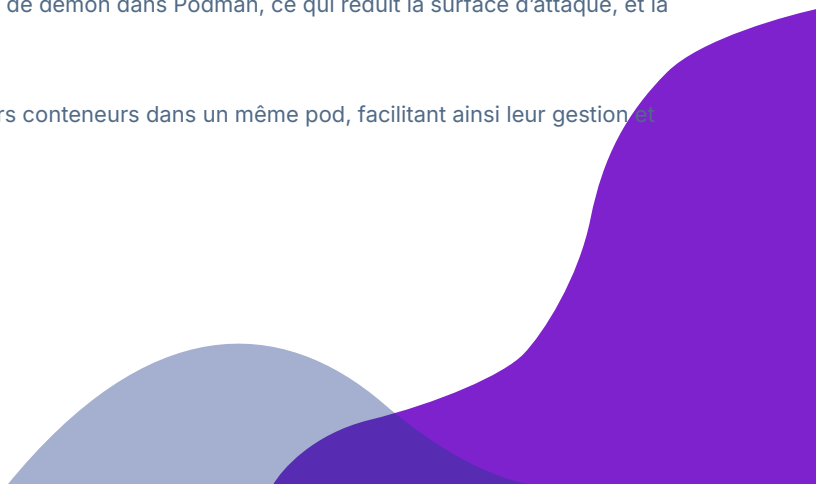 de démon dans Podman, ce qui réduit la surface d'attaque, et la
rs conteneurs dans un même pod, facilitant ainsi leur gestion et